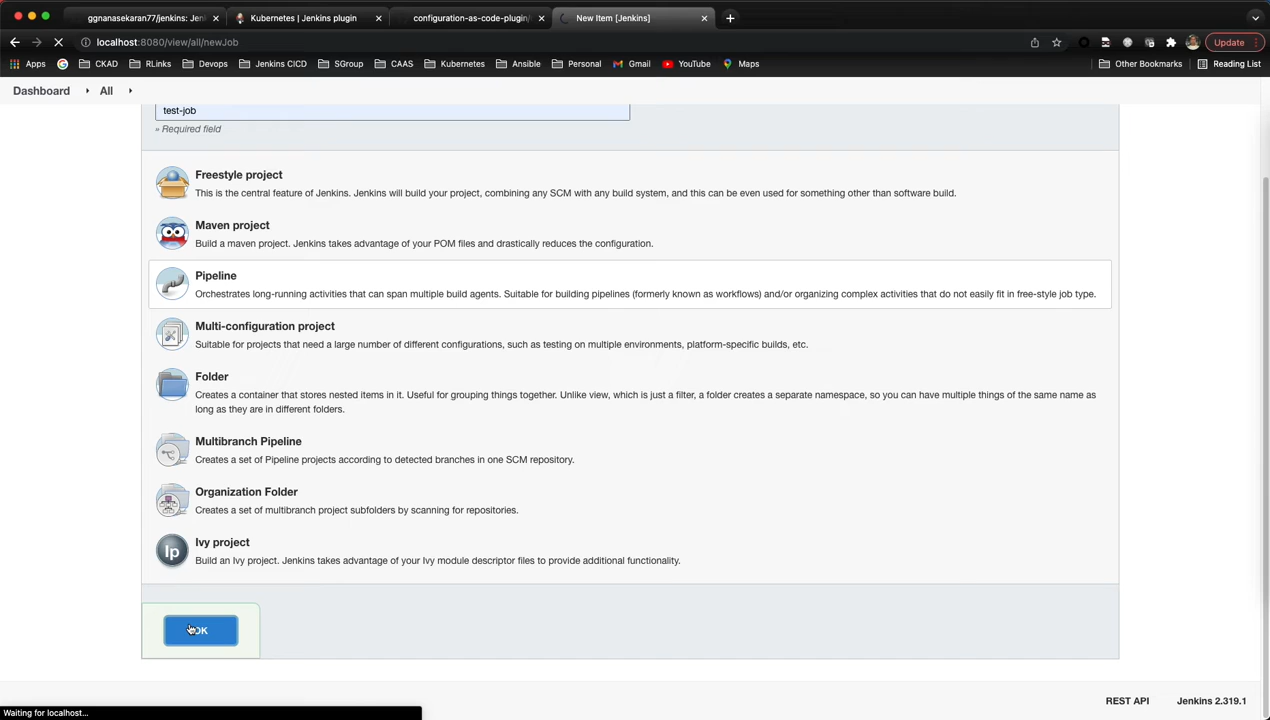 ggnanasekaran77/jenkins: Jen
Kubernetes | Jenkins plugin
configuration-as-code-plugin/
New Item [Jenkins]
localhost:8080/view/all/newJob
Update
Apps
CKAD
RLinks
Devops
Jenkins CICD
SGroup
CAAS
Kubernetes
Ansible
Personal
Gmail
YouTube
Maps
Other Bookmarks
Reading List
Dashboard
All
test-job
» Required field
Freestyle project
This is the central feature of Jenkins. Jenkins will build your project, combining any SCM with any build system, and this can be even used for something other than software build.
Maven project
Build a maven project. Jenkins takes advantage of your POM files and drastically reduces the configuration.
Pipeline
Orchestrates long-running activities that can span multiple build agents. Suitable for building pipelines (formerly known as workflows) and/or organizing complex activities that do not easily fit in free-style job type.
Multi-configuration project
Suitable for projects that need a large number of different configurations, such as testing on multiple environments, platform-specific builds, etc.
Folder
Creates a container that stores nested items in it. Useful for grouping things together. Unlike view, which is just a filter, a folder creates a separate namespace, so you can have multiple things of the same name as
long as they are in different folders.
Multibranch Pipeline
Creates a set of Pipeline projects according to detected branches in one SCM repository.
Organization Folder
Creates a set of multibranch project subfolders by scanning for repositories.
Ivy project
Ip
Build an Ivy project. Jenkins takes advantage of your Ivy module descriptor files to provide additional functionality.
OK
REST API
Jenkins 2.319.1
Waiting for localhost...